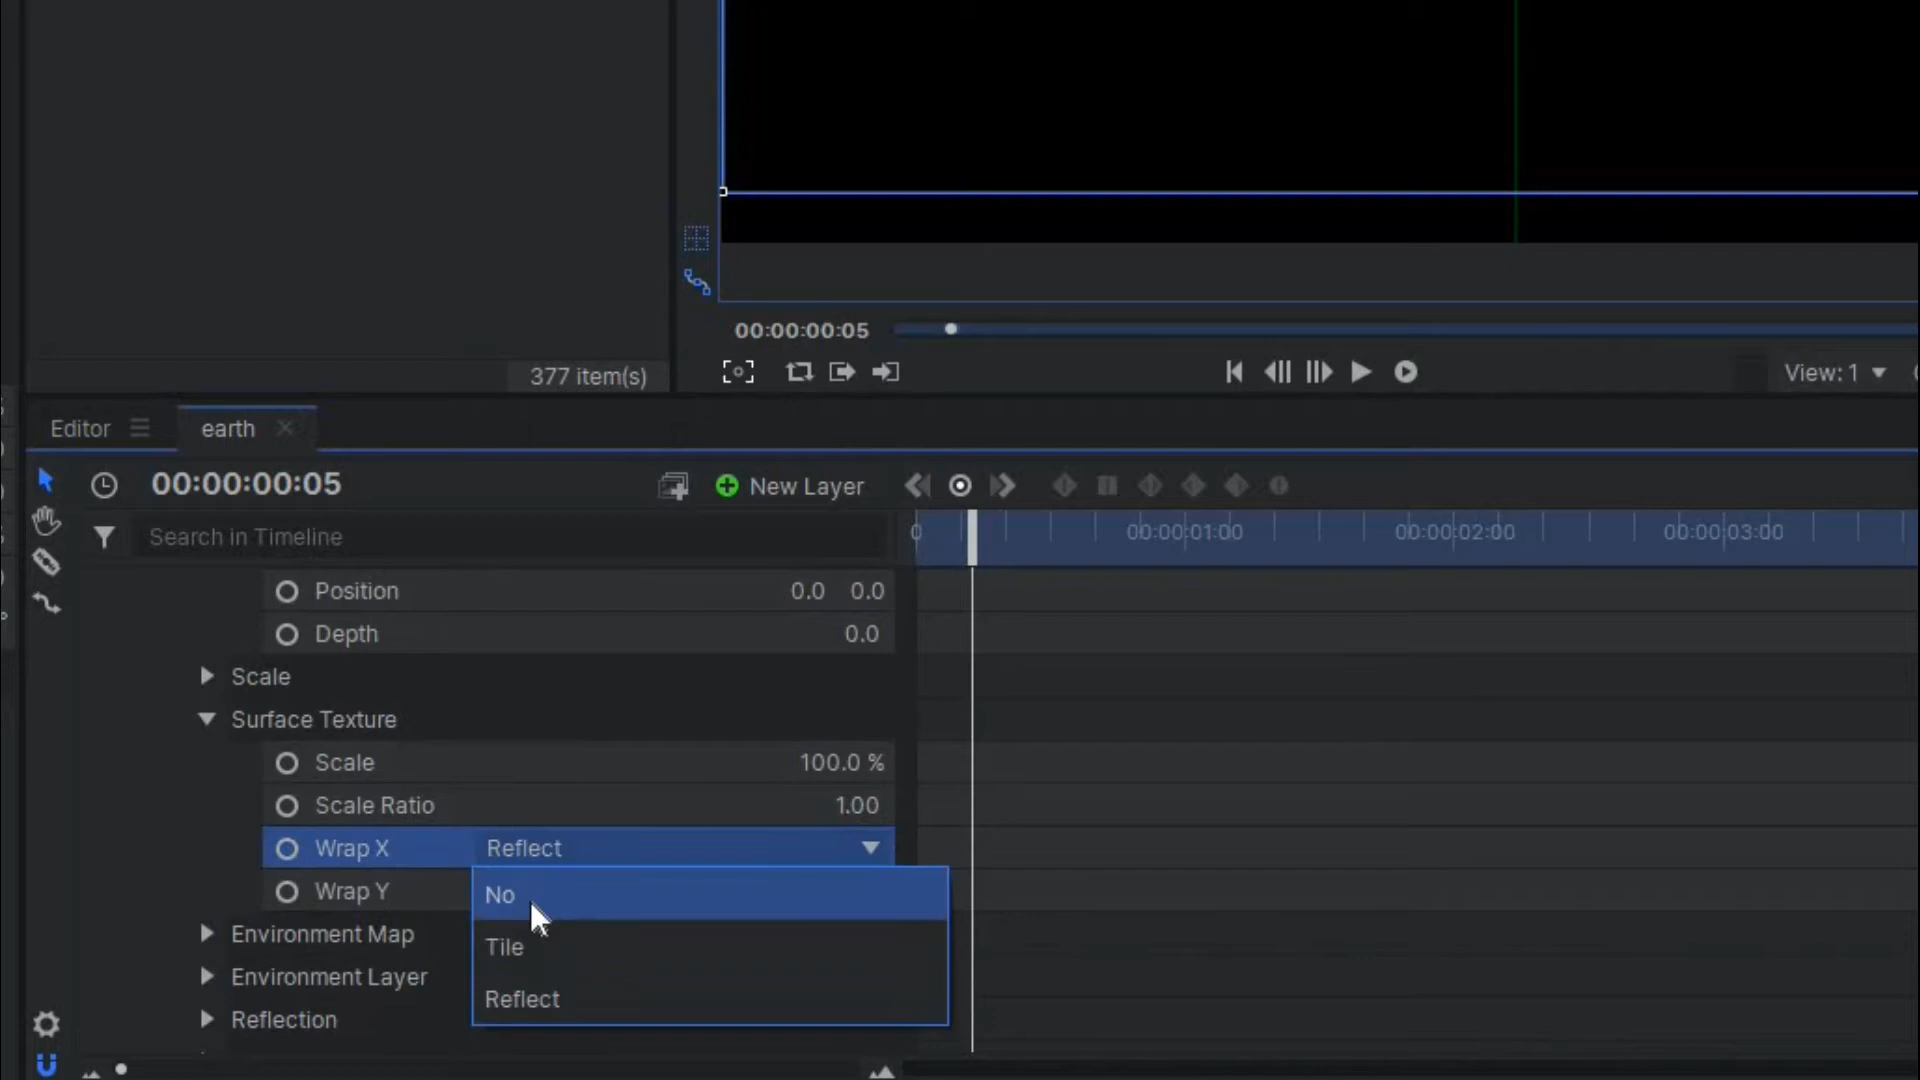 377 item(s)
00:00:00:05
View: 1
Editor
earth
00:00:00:05
New Layer
Search in Timeline
0
00:00:01:00
00:00:02:00
00:00:03:00
Position 0.0 0.0
Depth 0.0
Scale
Surface Texture
Scale 100.0 %
Scale Ratio 1.00
Wrap X Reflect
Wrap Y
No
Tile
Reflect
Environment Map
Environment Layer
Reflection